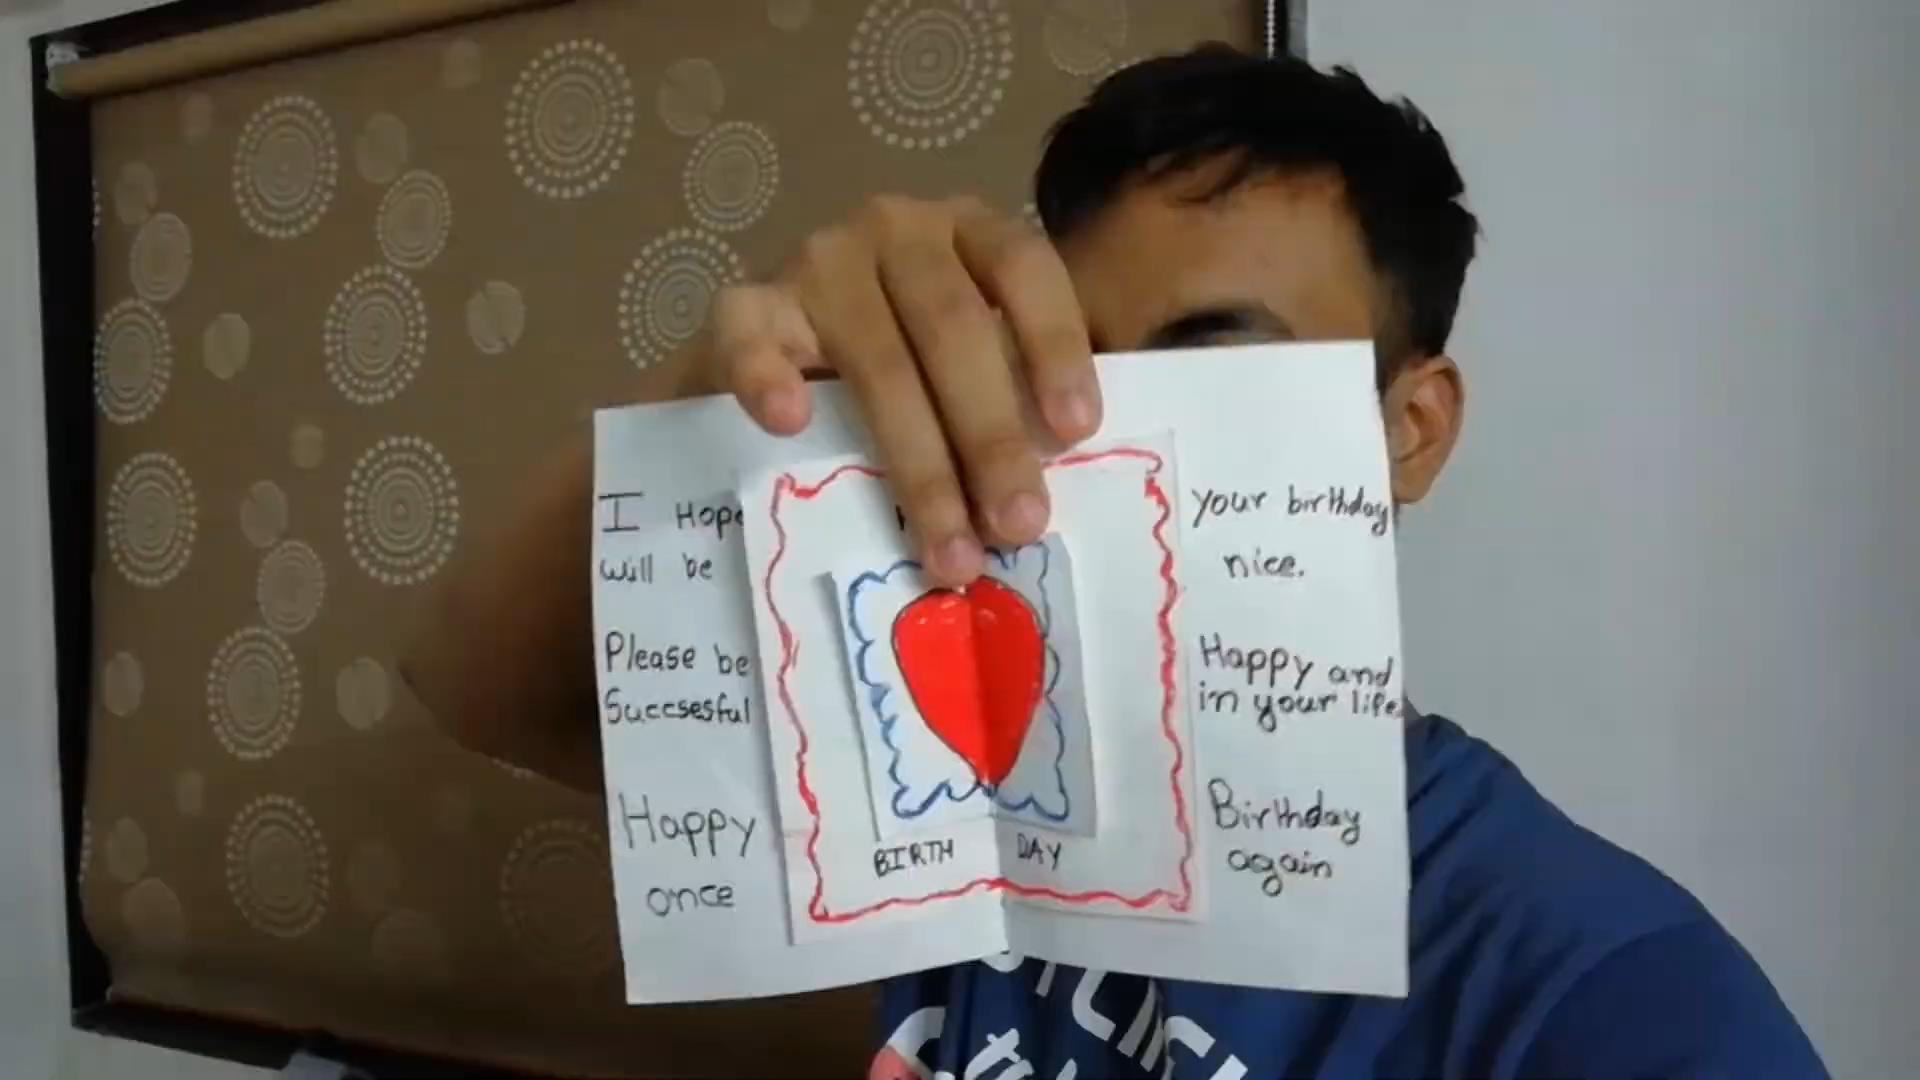 I Hope your birthday
will be nice.
Please be Happy and
Succsesful in your life.
Happy Birthday
once again
BIRTH DAY